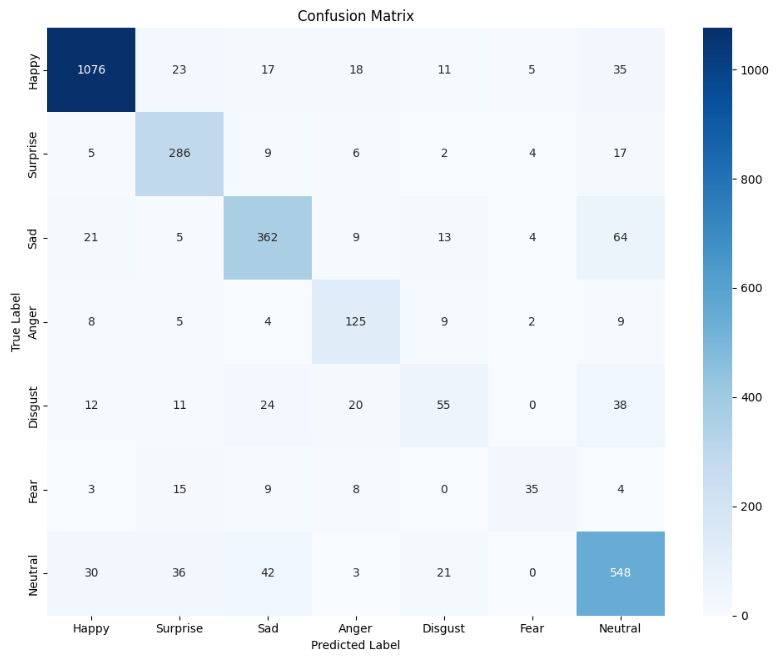 Confusion Matrix
True Label
Happy 1076 23 17 18 11 5 35
Surprise 5 286 9 6 2 4 17
Sad 21 5 362 9 13 4 64
Anger 8 5 4 125 9 2 9
Disgust 12 11 24 20 55 0 38
Fear 3 15 9 8 0 35 4
Neutral 30 36 42 3 21 0 548
Happy Surprise Sad Anger Disgust Fear Neutral
Predicted Label
1000
800
600
400
200
0